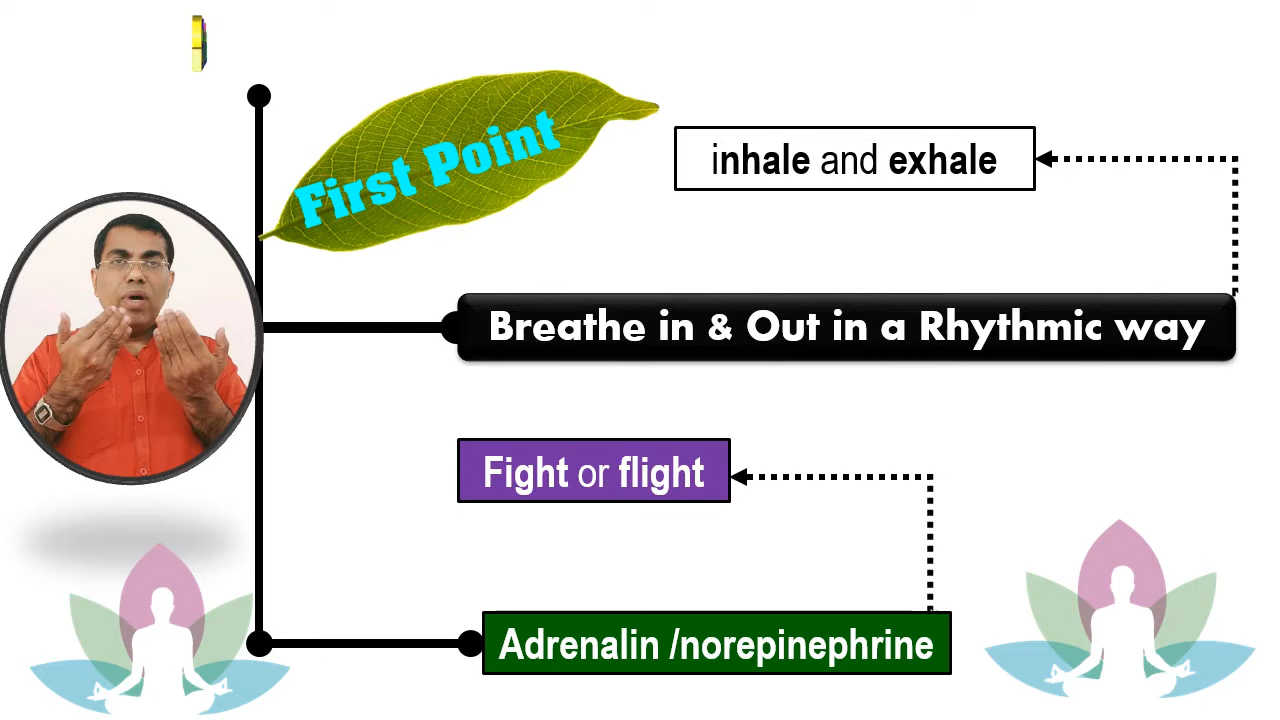 First Point
inhale and exhale
Breathe in & Out in a Rhythmic way
Fight or flight
Adrenalin /norepinephrine